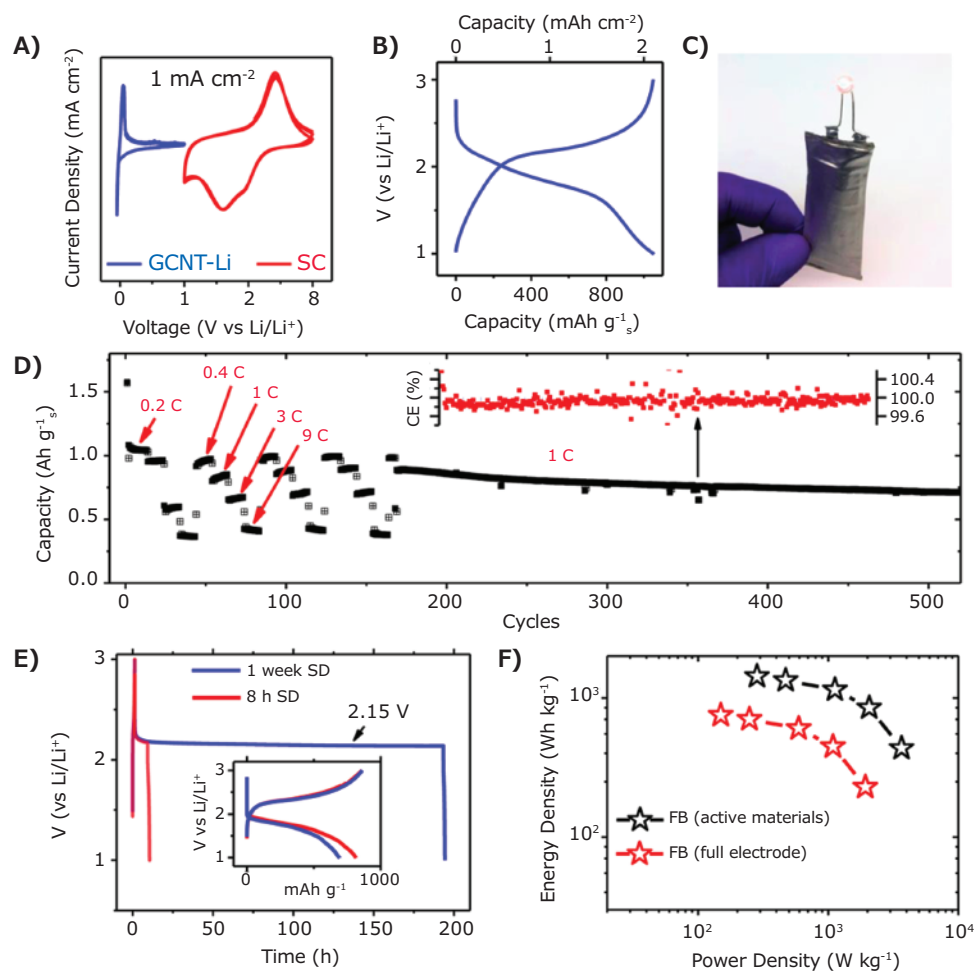 A)
1 mA cm⁻²
GCNT-Li
SC
Current Density (mA cm⁻²)
0
1
2
8
Voltage (V vs Li/Li⁺)
B)
Capacity (mAh cm⁻²)
0
1
2
3
2
1
V (vs Li/Li⁺)
0
400
800
Capacity (mAh g⁻¹ₛ)
C)
D)
Capacity (Ah g⁻¹ₛ)
1.5
1.0
0.5
0.0
0.2 C
0.4 C
1 C
3 C
9 C
1 C
CE (%)
100.4
100.0
99.6
0
100
200
300
400
500
Cycles
E)
V (vs Li/Li⁺)
3
2
1
1 week SD
8 h SD
2.15 V
V vs Li/Li⁺)
3
2
1
0
1000
mAh g⁻¹
0
50
100
150
200
Time (h)
F)
Energy Density (Wh kg⁻¹)
10³
10²
FB (active materials)
FB (full electrode)
10²
10³
10⁴
Power Density (W kg⁻¹)